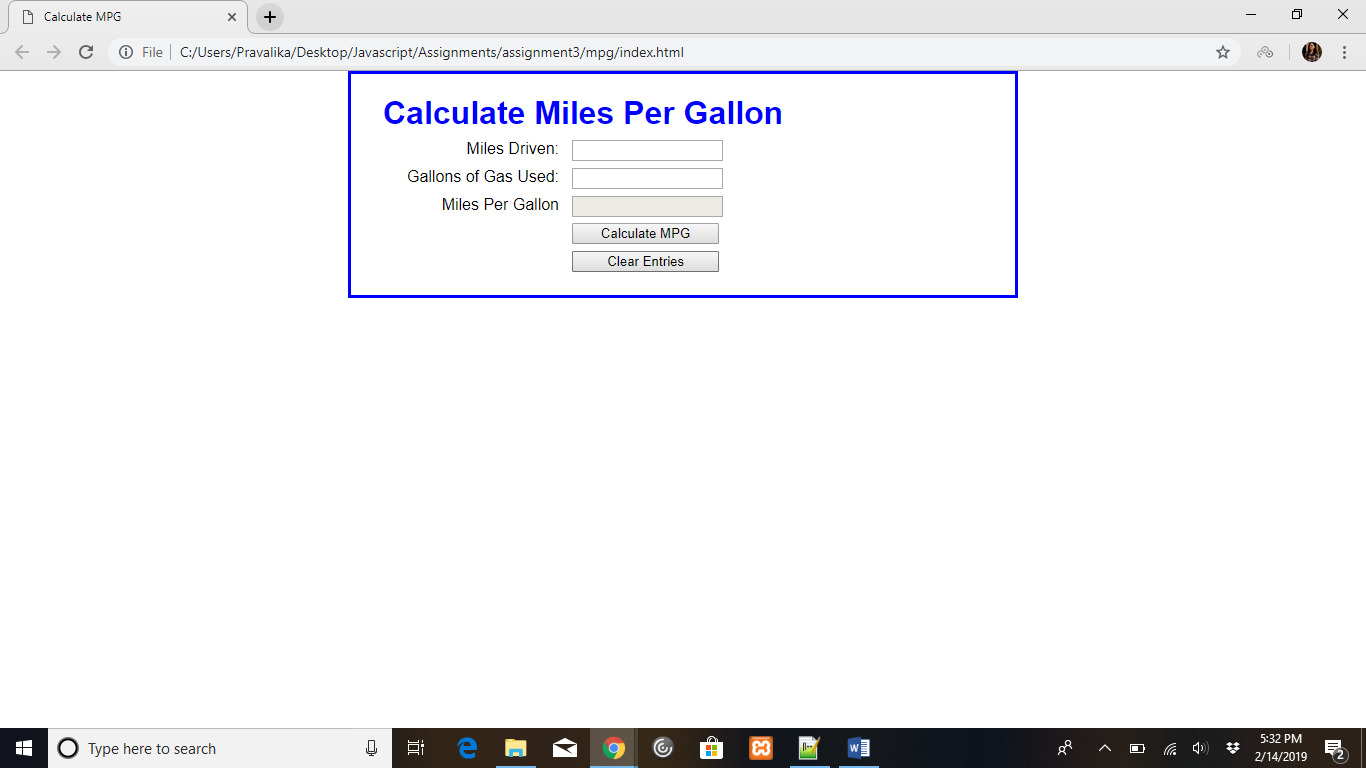 Calculate MPG
File C:/Users/Pravalika/Desktop/Javascript/Assignments/assignment3/mpg/index.html
Calculate Miles Per Gallon
Miles Driven:
Gallons of Gas Used:
Miles Per Gallon
Calculate MPG
Clear Entries
Type here to search
5:32 PM
2/14/2019
2